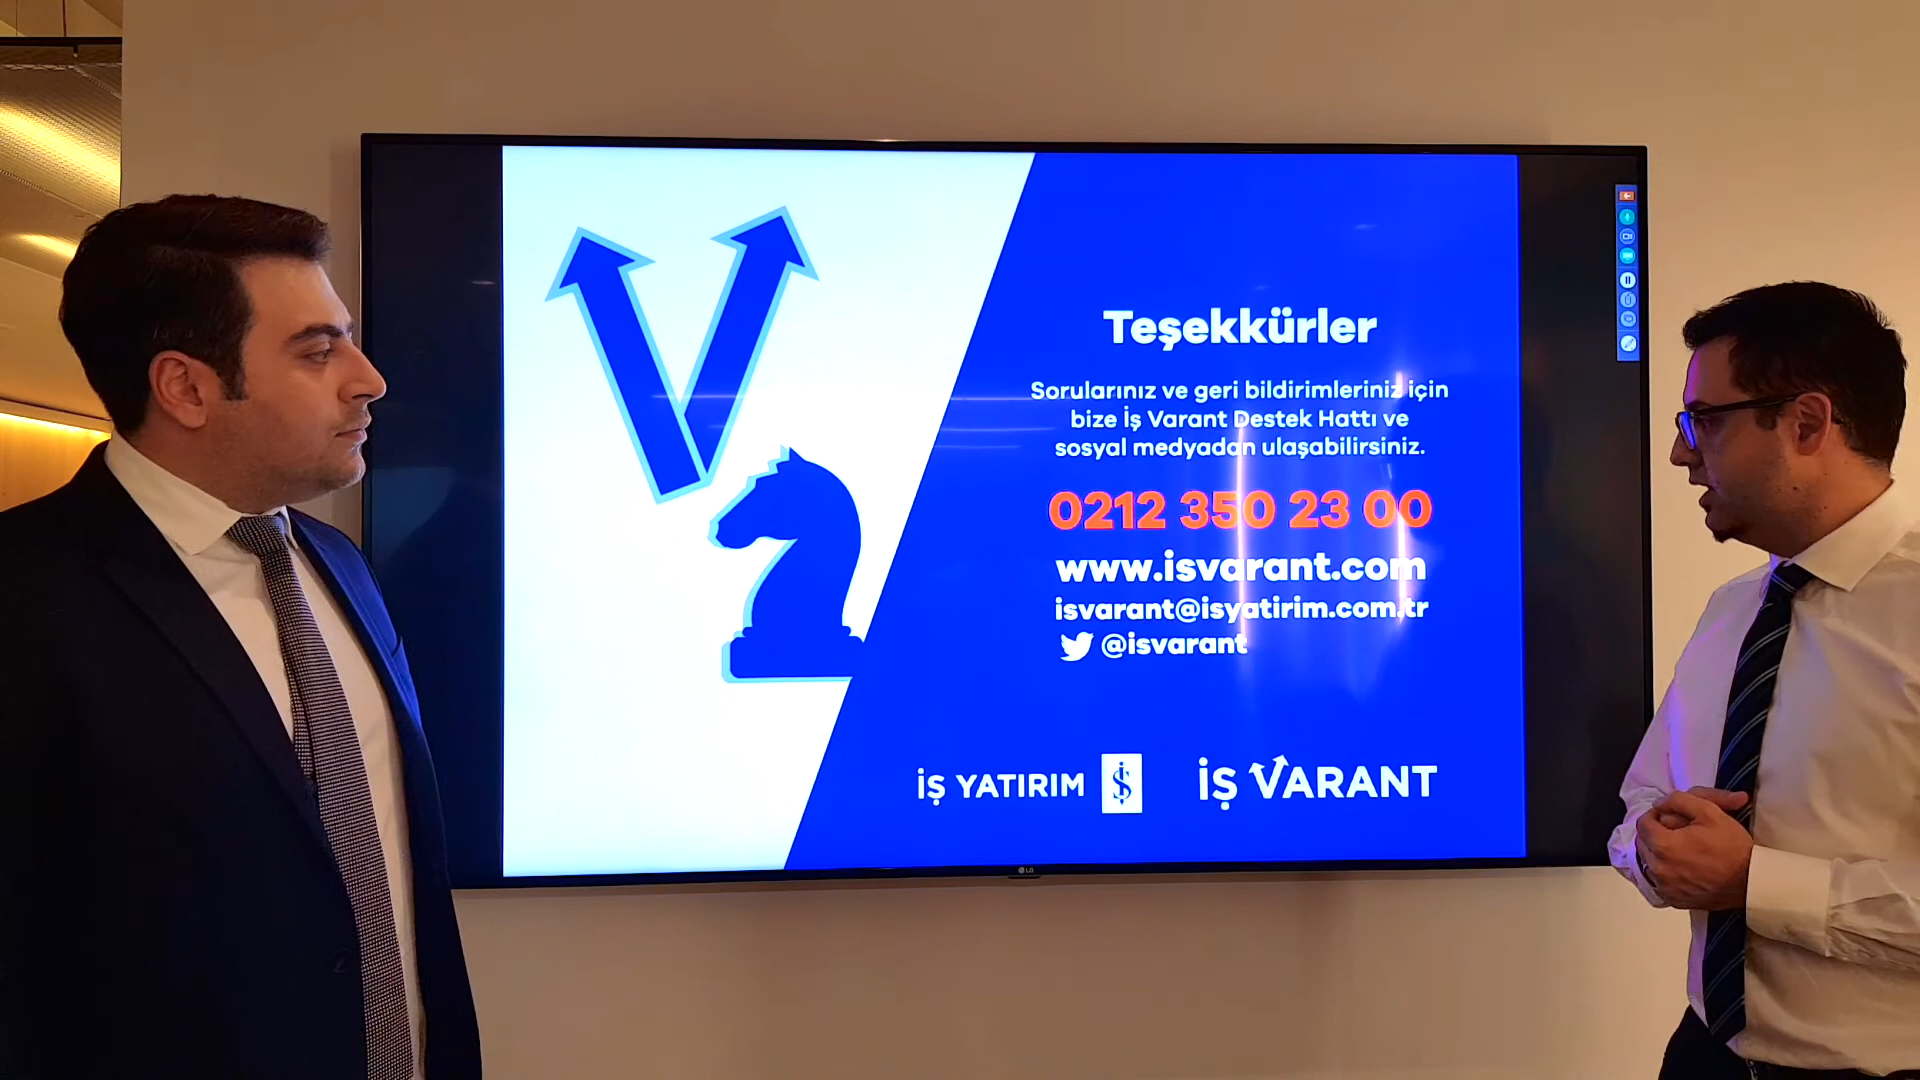 Teşekkürler
Sorularınız ve geri bildirimleriniz için
bize İş Varant Destek Hattı ve
sosyal medyadan ulaşabilirsiniz.
0212 350 23 00
www.isvarant.com
isvarant@isyatirim.com.tr
@isvarant
İŞ YATIRIM İŞ VARANT
LG